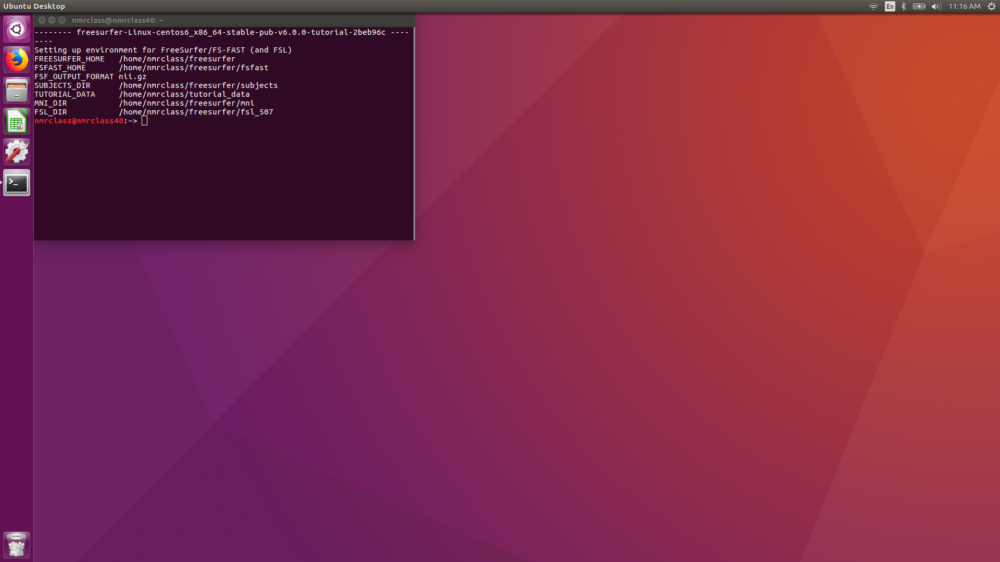 Ubuntu Desktop
En
11:16 AM
nmrclass@nmrclass40: ~
-------- freesurfer-Linux-centos6_x86_64-stable-pub-v6.0.0-tutorial-2beb96c ----
----
Setting up environment for FreeSurfer/FS-FAST (and FSL)
FREESURFER_HOME   /home/nmrclass/freesurfer
FSFAST_HOME       /home/nmrclass/freesurfer/fsfast
FSF_OUTPUT_FORMAT nii.gz
SUBJECTS_DIR      /home/nmrclass/freesurfer/subjects
TUTORIAL_DATA     /home/nmrclass/tutorial_data
MNI_DIR           /home/nmrclass/freesurfer/mni
FSL_DIR           /home/nmrclass/freesurfer/fsl_507
nmrclass@nmrclass40:~>